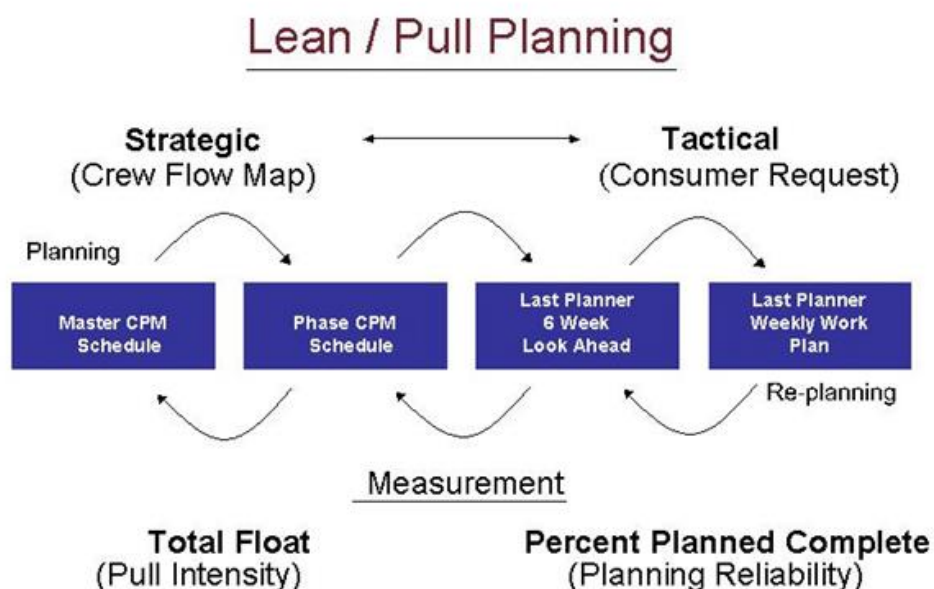 Lean / Pull Planning
Strategic
(Crew Flow Map)
Tactical
(Consumer Request)
Planning
Master CPM
Schedule
Phase CPM
Schedule
Last Planner
6 Week
Look Ahead
Last Planner
Weekly Work
Plan
Re-planning
Measurement
Total Float
(Pull Intensity)
Percent Planned Complete
(Planning Reliability)